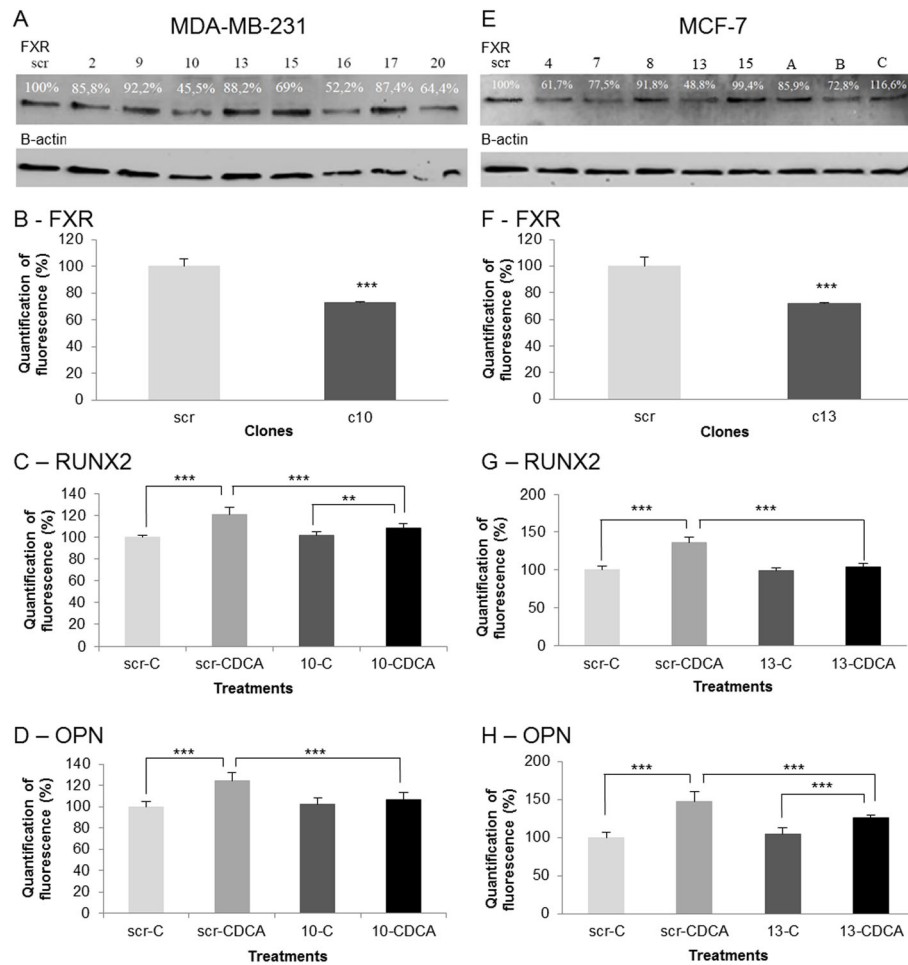 A MDA-MB-231
FXR
scr 2 9 10 13 15 16 17 20
100% 85,8% 92,2% 45,5% 88,2% 69% 52,2% 87,4% 64,4%
B-actin
B - FXR
Quantification of fluorescence (%)
120
100
80
60
40
20
0
***
scr c10
Clones
C – RUNX2
Quantification of fluorescence (%)
140
120
100
80
60
40
20
0
*** ***
**
scr-C scr-CDCA 10-C 10-CDCA
Treatments
D – OPN
Quantification of fluorescence (%)
140
120
100
80
60
40
20
0
*** ***
scr-C scr-CDCA 10-C 10-CDCA
Treatments
E MCF-7
FXR
scr 4 7 8 13 15 A B C
100% 61,7% 77,5% 91,8% 48,8% 99,4% 85,9% 72,8% 116,6%
B-actin
F - FXR
Quantification of fluorescence (%)
120
100
80
60
40
20
0
***
scr c13
Clones
G – RUNX2
Quantification of fluorescence (%)
200
150
100
50
0
*** ***
scr-C scr-CDCA 13-C 13-CDCA
Treatments
H – OPN
Quantification of fluorescence (%)
200
150
100
50
0
*** ***
***
scr-C scr-CDCA 13-C 13-CDCA
Treatments